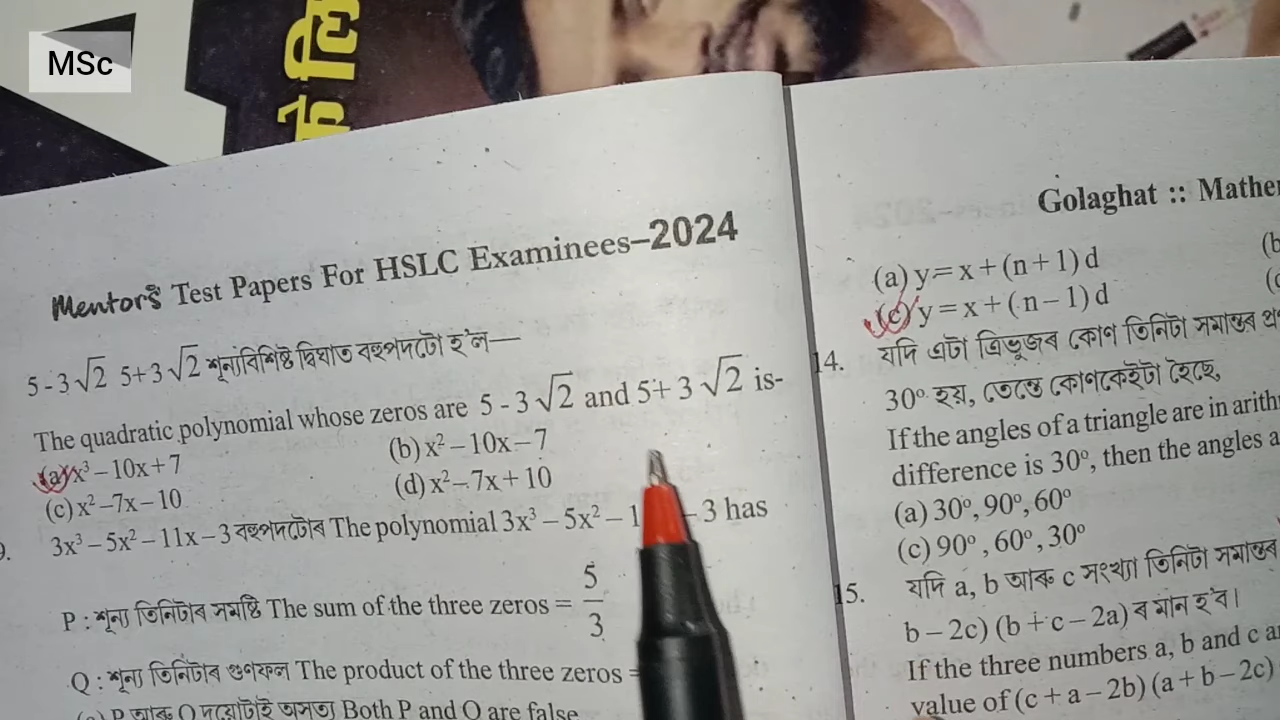 MSc
Mentor's Test Papers For HSLC Examinees–2024
5 - 3√2 5+3√2 শূন্যবিশিষ্ট দ্বিঘাত বহুপদটো হ'ল—
The quadratic polynomial whose zeros are 5 - 3√2 and 5+ 3√2 is-
(a) x³ – 10x + 7
(b) x² – 10x – 7
(c) x² – 7x – 10
(d) x² – 7x + 10
3x³ – 5x² – 11x – 3 বহুপদটোৰ The polynomial 3x³ – 5x² – 1 – 3 has
P : শূন্য তিনিটাৰ সমষ্টি The sum of the three zeros = 5/3
Q : শূন্য তিনিটাৰ গুণফল The product of the three zeros =
P আৰু Q দুয়োটাই অসত্য Both P and Q are false
Golaghat ::
(a) y = x + (n + 1) d
(c) y = x + (n – 1) d
14. যদি এটা ত্ৰিভুজৰ কোণ তিনিটা সমান্তৰ
30° হয়, তেন্তে কোণকেইটা হৈছে,
If the angles of a triangle are in
difference is 30°, then the angles
(a) 30°, 90°, 60°
(c) 90°, 60°, 30°
15. যদি a, b আৰু c সংখ্যা তিনিটা সমান্তৰ
b – 2c) (b + c – 2a) ৰ মান হ'ব।
If the three numbers a, b and c
value of (c + a – 2b) (a + b – 2c)